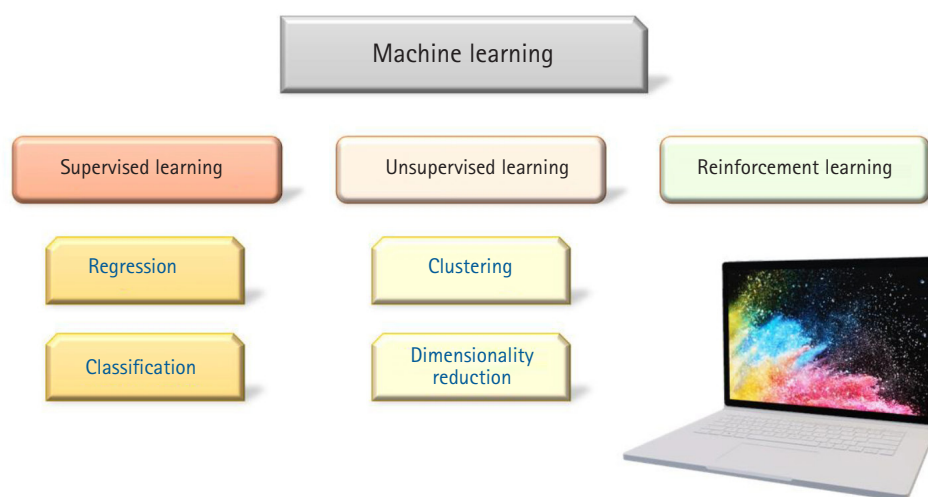 Machine learning
Supervised learning
Unsupervised learning
Reinforcement learning
Regression
Clustering
Classification
Dimensionality
reduction